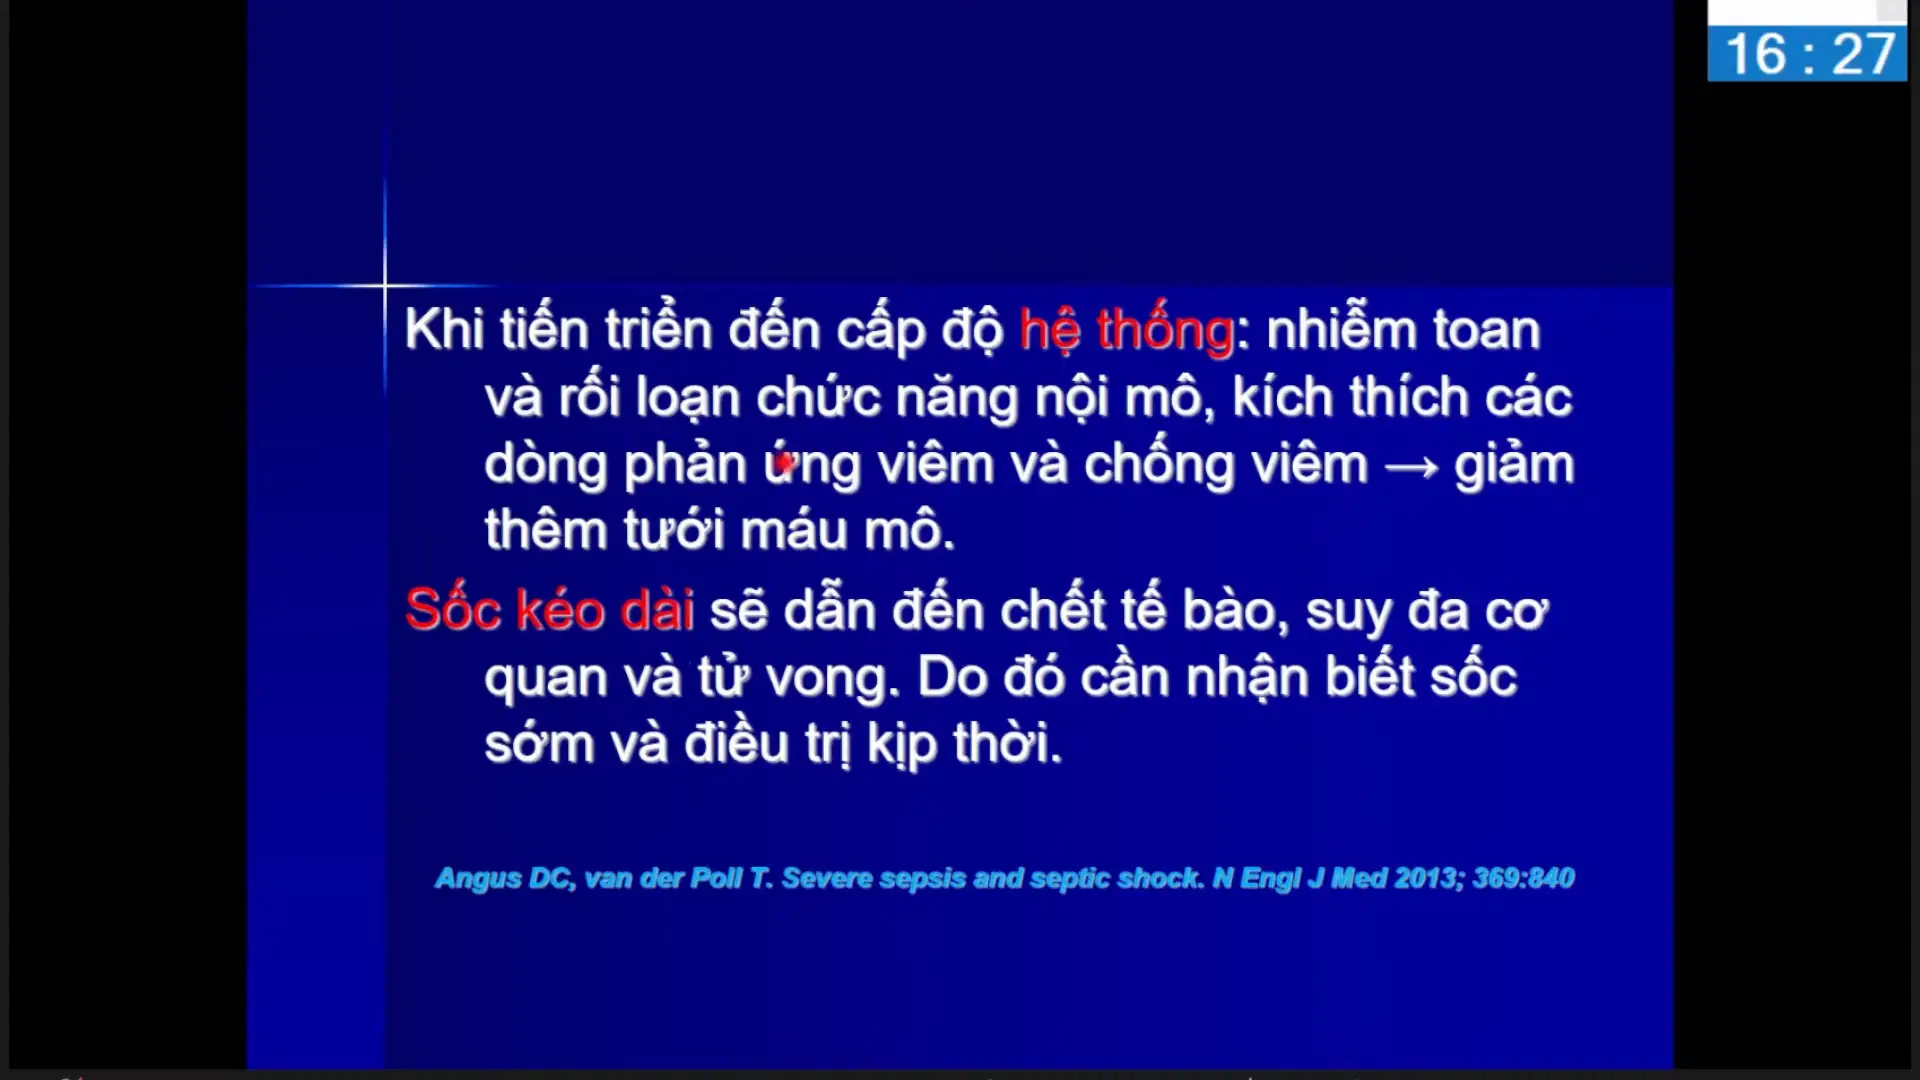 16 : 27
Khi tiến triển đến cấp độ hệ thống: nhiễm toan
và rối loạn chức năng nội mô, kích thích các
dòng phản ứng viêm và chống viêm → giảm
thêm tưới máu mô.
Sốc kéo dài sẽ dẫn đến chết tế bào, suy đa cơ
quan và tử vong. Do đó cần nhận biết sốc
sớm và điều trị kịp thời.
Angus DC, van der Poll T. Severe sepsis and septic shock. N Engl J Med 2013; 369:840